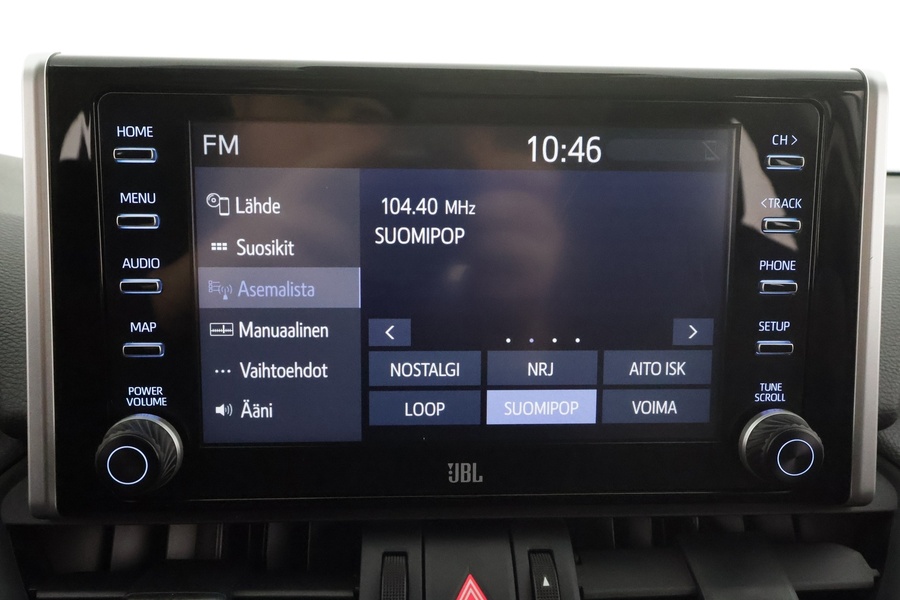 HOME
MENU
AUDIO
MAP
POWER
VOLUME
FM
10:46
Lähde
Suosikit
Asemalista
Manuaalinen
Vaihtoehdot
Ääni
104.40 MHz
SUOMIPOP
< >
NOSTALGI NRJ AITO ISK
LOOP SUOMIPOP VOIMA
CH >
< TRACK
PHONE
SETUP
TUNE
SCROLL
JBL